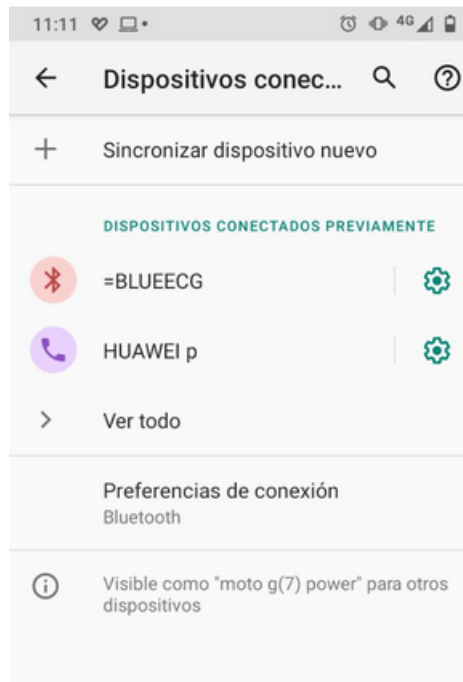 11:11 4G
Dispositivos conec...
Sincronizar dispositivo nuevo
DISPOSITIVOS CONECTADOS PREVIAMENTE
=BLUEECG
HUAWEI p
Ver todo
Preferencias de conexión
Bluetooth
Visible como "moto g(7) power" para otros
dispositivos